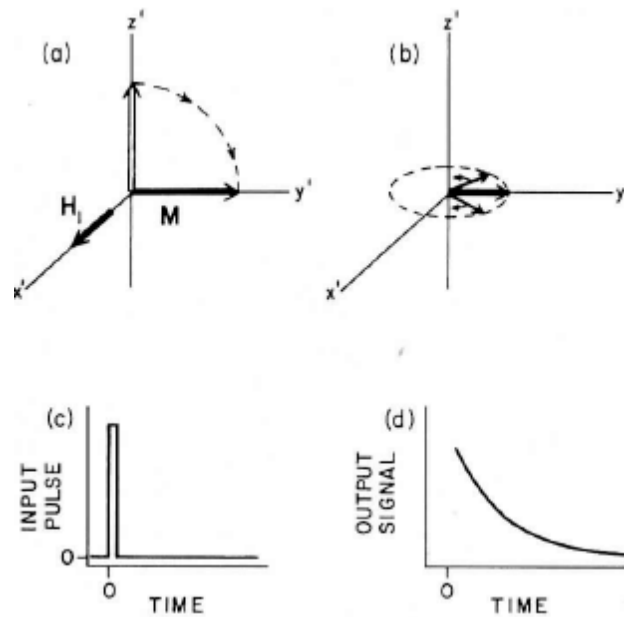 (a)
z'
H₁
M
y'
x'
(b)
z'
y
x'
(c)
INPUT
PULSE
0
0
TIME
(d)
OUTPUT
SIGNAL
0
TIME